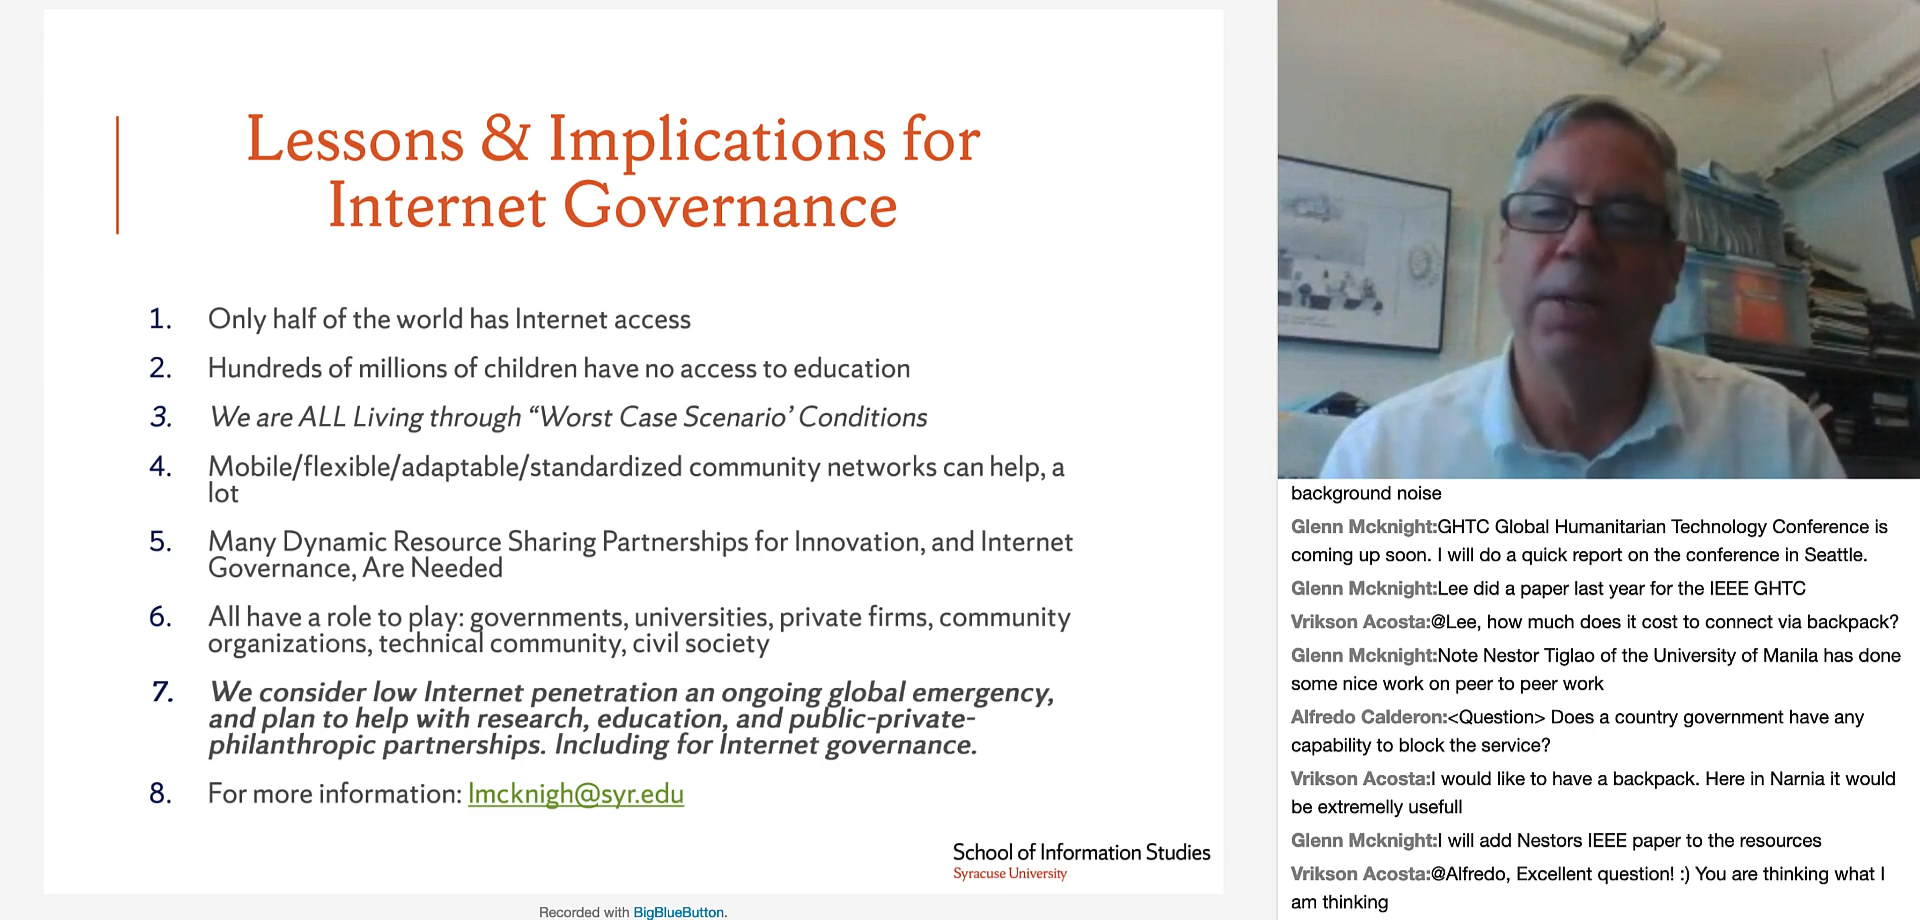 Lessons & Implications for
Internet Governance
1. Only half of the world has Internet access
2. Hundreds of millions of children have no access to education
3. We are ALL Living through “Worst Case Scenario’ Conditions
4. Mobile/flexible/adaptable/standardized community networks can help, a
lot
5. Many Dynamic Resource Sharing Partnerships for Innovation, and Internet
Governance, Are Needed
6. All have a role to play: governments, universities, private firms, community
organizations, technical community, civil society
7. We consider low Internet penetration an ongoing global emergency,
and plan to help with research, education, and public-private-
philanthropic partnerships. Including for Internet governance.
8. For more information: lmcknigh@syr.edu
School of Information Studies
Syracuse University
Recorded with BigBlueButton.
background noise
Glenn Mcknight:GHTC Global Humanitarian Technology Conference is
coming up soon. I will do a quick report on the conference in Seattle.
Glenn Mcknight:Lee did a paper last year for the IEEE GHTC
Vrikson Acosta:@Lee, how much does it cost to connect via backpack?
Glenn Mcknight:Note Nestor Tiglao of the University of Manila has done
some nice work on peer to peer work
Alfredo Calderon:<Question> Does a country government have any
capability to block the service?
Vrikson Acosta:I would like to have a backpack. Here in Narnia it would
be extremelly usefull
Glenn Mcknight:I will add Nestors IEEE paper to the resources
Vrikson Acosta:@Alfredo, Excellent question! :) You are thinking what I
am thinking